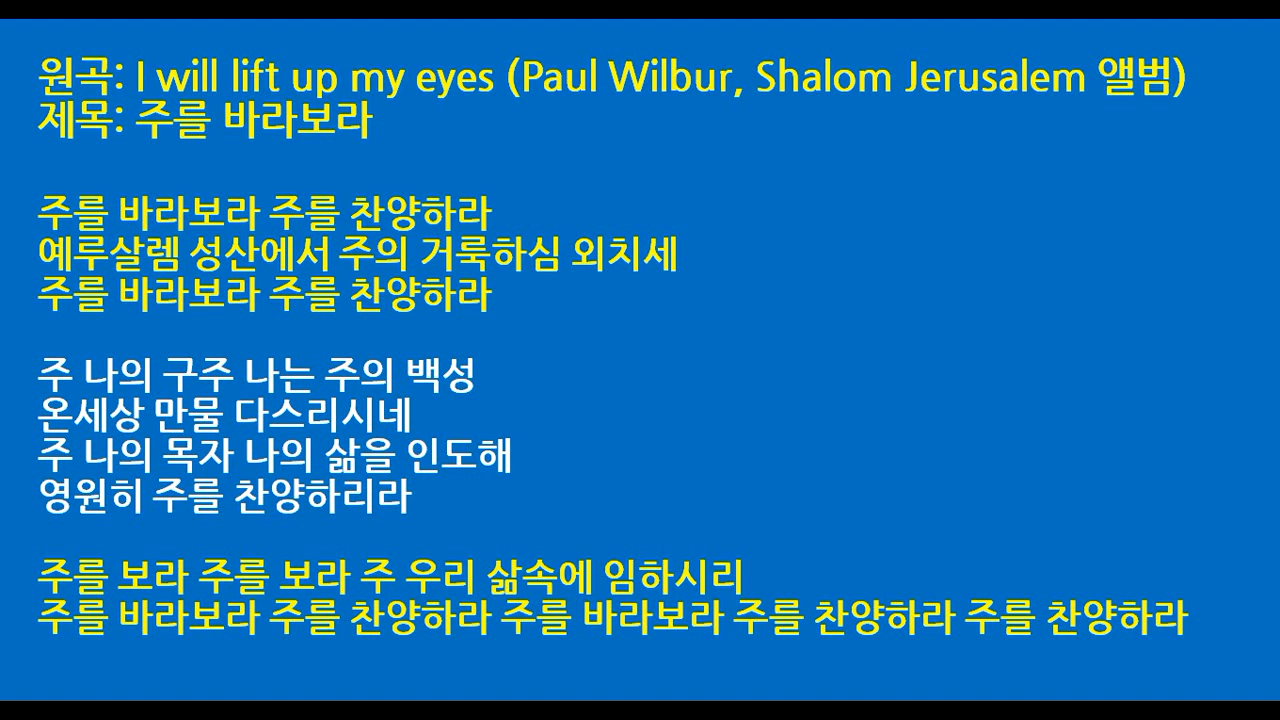 원곡: I will lift up my eyes (Paul Wilbur, Shalom Jerusalem 앨범)
제목: 주를 바라보라
주를 바라보라 주를 찬양하라
예루살렘 성산에서 주의 거룩하심 외치세
주를 바라보라 주를 찬양하라
주 나의 구주 나는 주의 백성
온세상 만물 다스리시네
주 나의 목자 나의 삶을 인도해
영원히 주를 찬양하리라
주를 보라 주를 보라 주 우리 삶속에 임하시리
주를 바라보라 주를 찬양하라 주를 바라보라 주를 찬양하라 주를 찬양하라